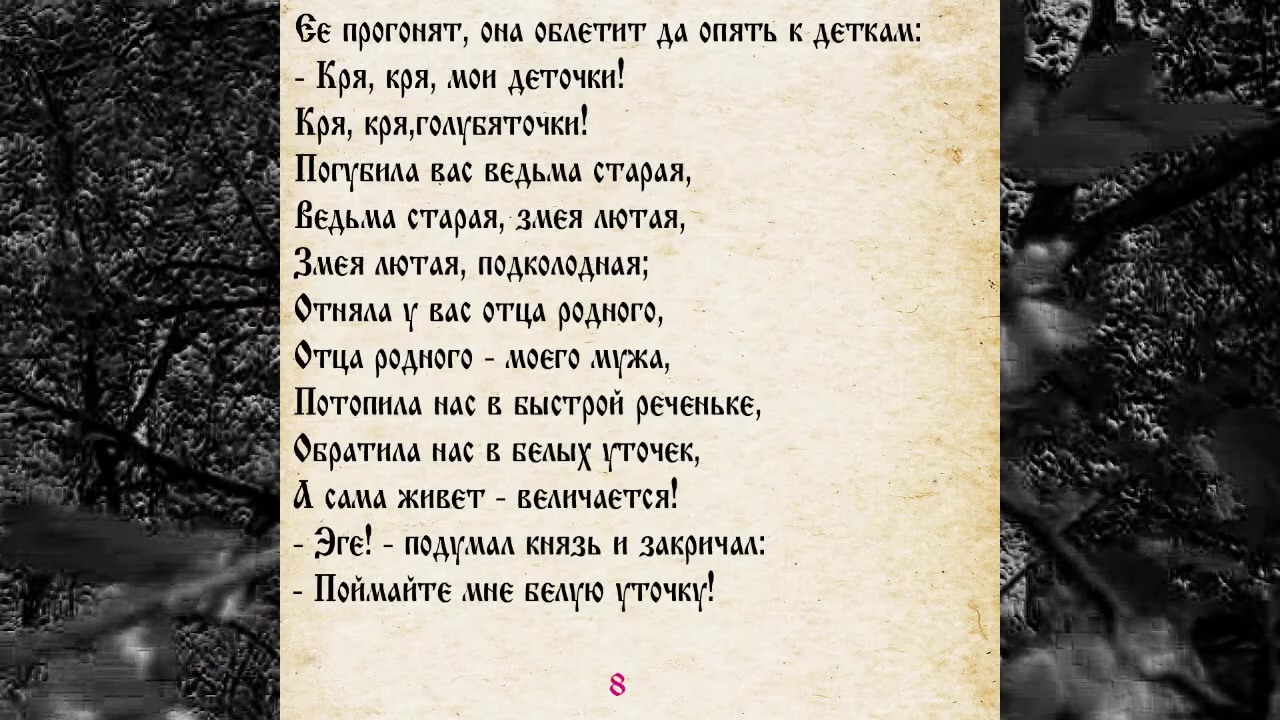 Ее прогонят, она облетит да опять к деткам:
- Кря, кря, мои деточки!
Кря, кря,голубяточки!
Погубила вас ведьма старая,
Ведьма старая, змея лютая,
Змея лютая, подколодная;
Отняла у вас отца родного,
Отца родного - моего мужа,
Потопила нас в быстрой реченьке,
Обратила нас в белых уточек,
А сама живет - величается!
- Эге! - подумал князь и закричал:
- Поймайте мне белую уточку!
8